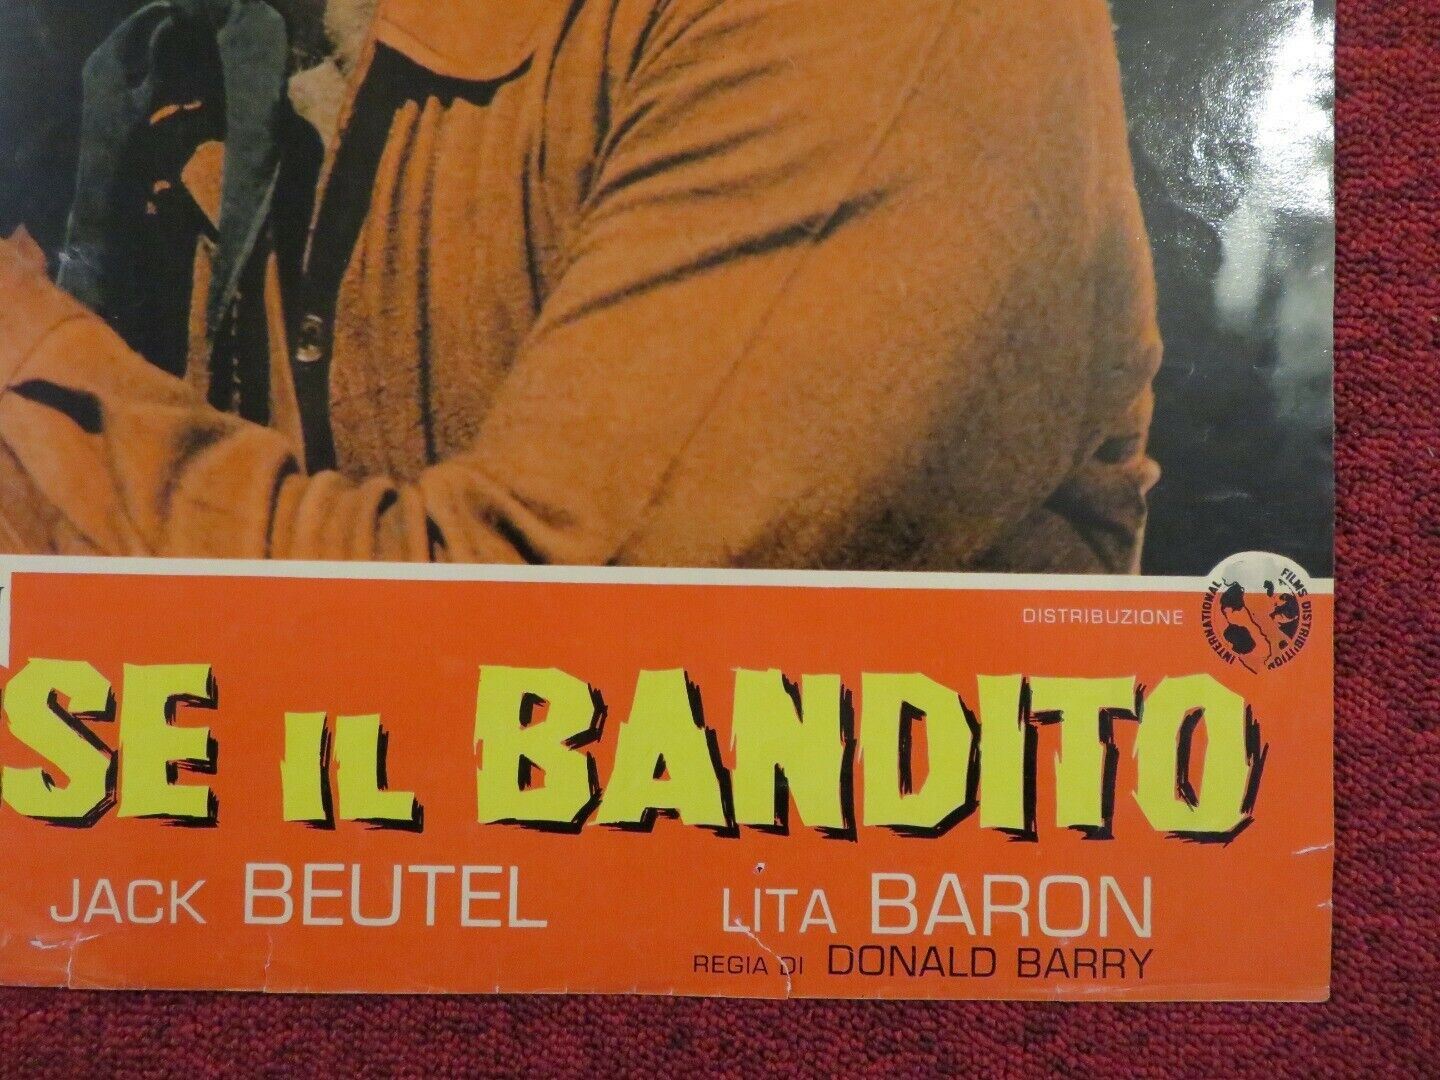 DISTRIBUZIONE
INTERNATIONAL FILMS DISTRIBUTION
SE IL BANDITO
JACK BEUTEL LITA BARON
REGIA DI DONALD BARRY